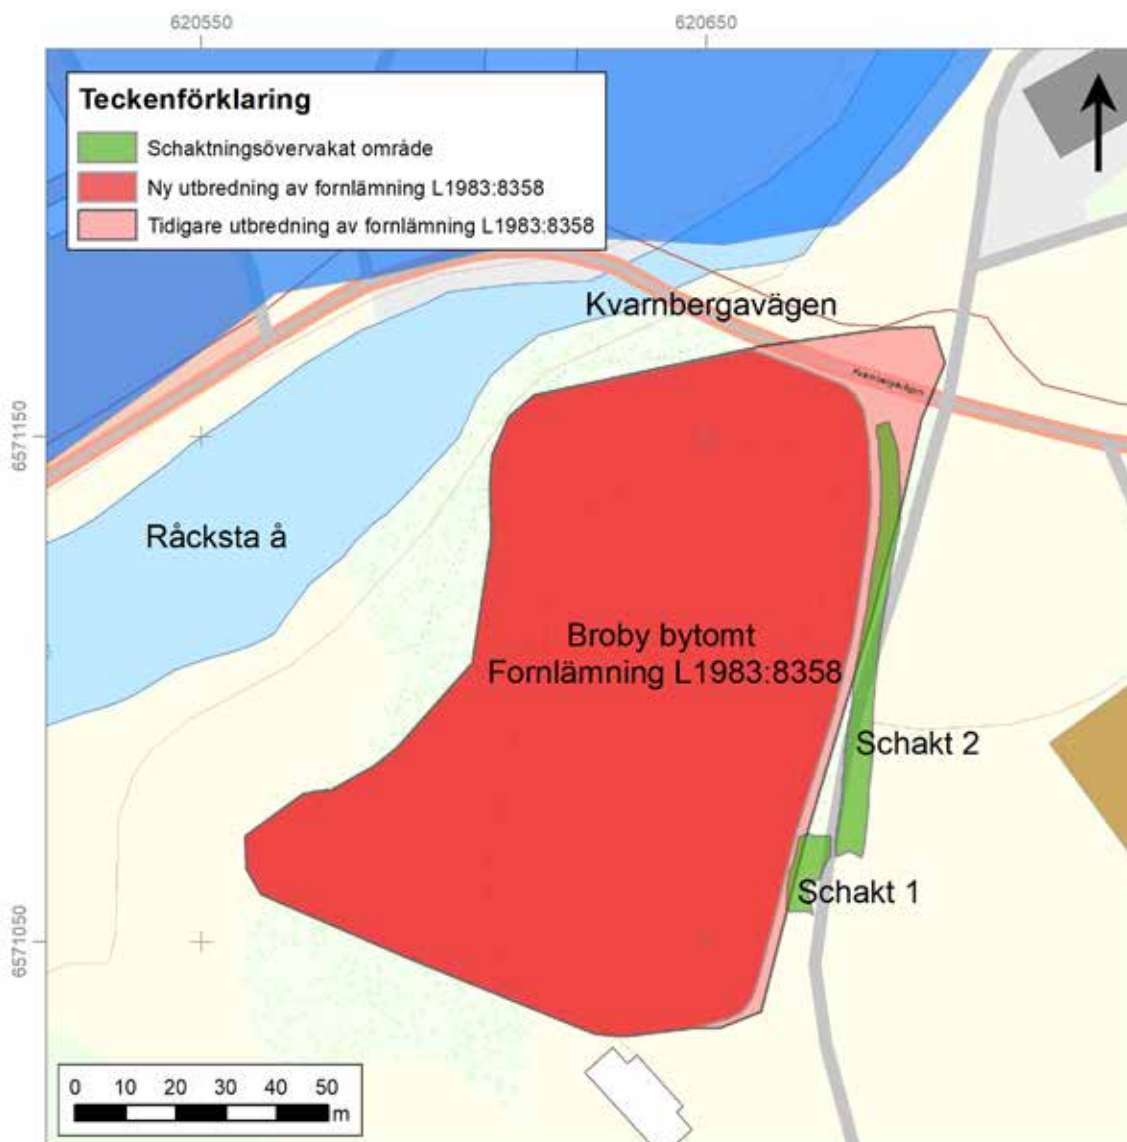 620550
620650
Teckenförklaring
Schaktningsövervakat område
Ny utbredning av fornlämning L1983:8358
Tidigare utbredning av fornlämning L1983:8358
Kvarnbergavägen
Kvarnbergavägen
6571150
Råcksta å
Broby bytomt
Fornlämning L1983:8358
Schakt 2
Schakt 1
6571050
0 10 20 30 40 50
m